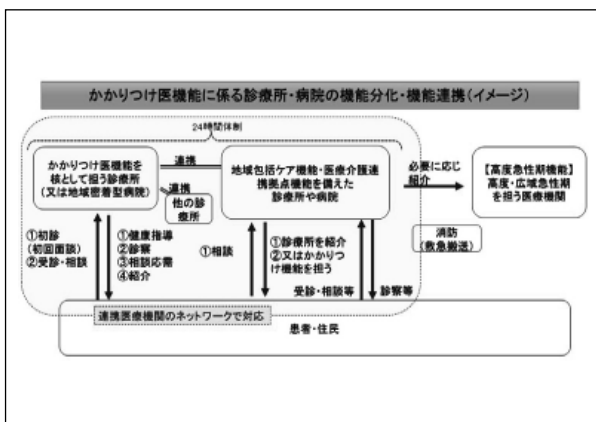 かかりつけ医機能に係る診療所・病院の機能分化・機能連携(イメージ)
24時間体制
かかりつけ医機能を
核として担う診療所
(又は地域密着型病院)
連携
連携
他の診
療所
地域包括ケア機能・医療介護連
携拠点機能を備えた
診療所や病院
必要に応じ
紹介
【高度急性期機能】
高度・広域急性期
を担う医療機関
消防
(救急搬送)
①初診
(初回面談)
②受診・相談
①健康指導
②診察
③相談応需
④紹介
①相談
①診療所を紹介
②又はかかりつ
け機能を担う
受診・相談等
診察等
連携医療機関のネットワークで対応
患者・住民